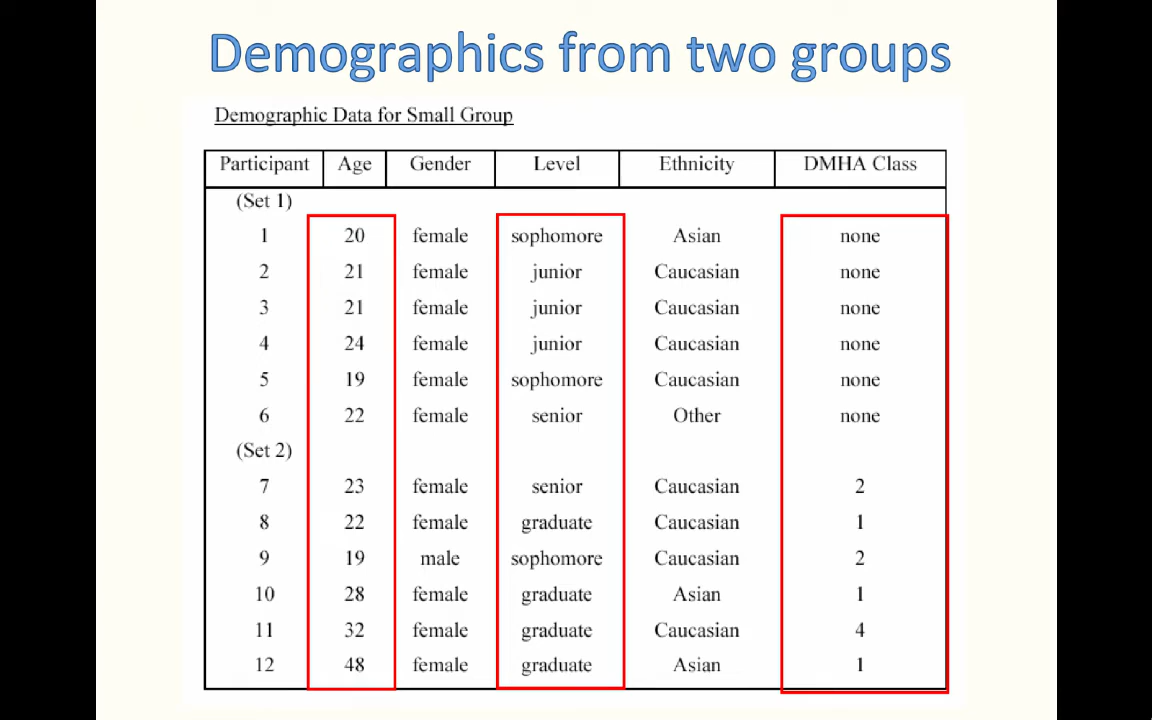 Demographics from two groups
Demographic Data for Small Group
Participant Age Gender Level Ethnicity DMHA Class
(Set 1)
1 20 female sophomore Asian none
2 21 female junior Caucasian none
3 21 female junior Caucasian none
4 24 female junior Caucasian none
5 19 female sophomore Caucasian none
6 22 female senior Other none
(Set 2)
7 23 female senior Caucasian 2
8 22 female graduate Caucasian 1
9 19 male sophomore Caucasian 2
10 28 female graduate Asian 1
11 32 female graduate Caucasian 4
12 48 female graduate Asian 1